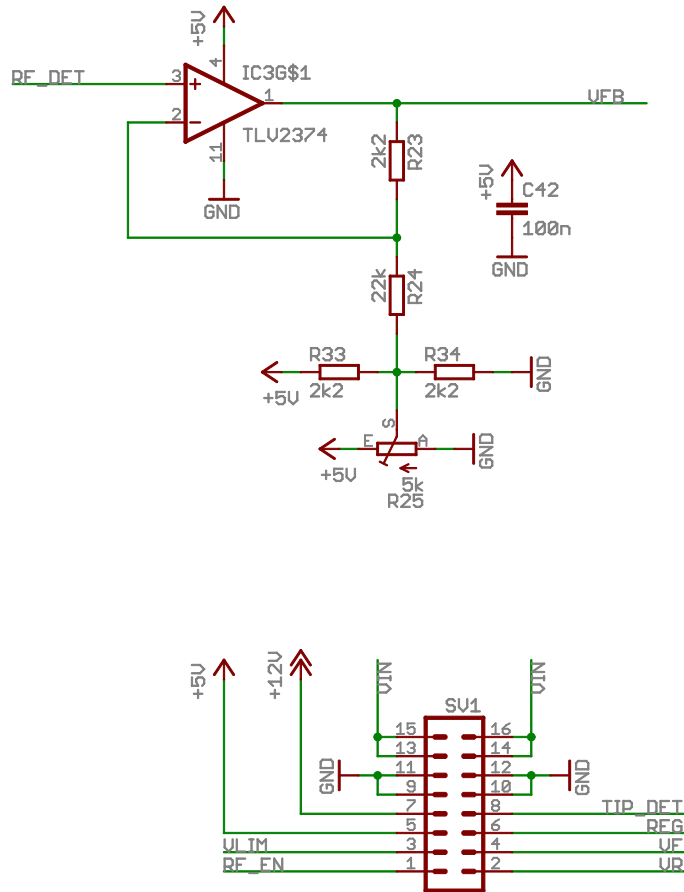 +5V
RF_DET
3
4
IC3G$1
1
VFB
2
11
TLV2374
GND
2k2
R23
+5V
C42
100n
GND
22k
R24
R33
R34
+5V
2k2
2k2
GND
S
E
A
+5V
GND
5k
R25
+5V
+12V
VIN
VIN
SV1
15
16
13
14
GND
11
12
GND
9
10
7
8
TIP_DET
5
6
REG
VLIM
3
4
VF
RF_EN
1
2
VR